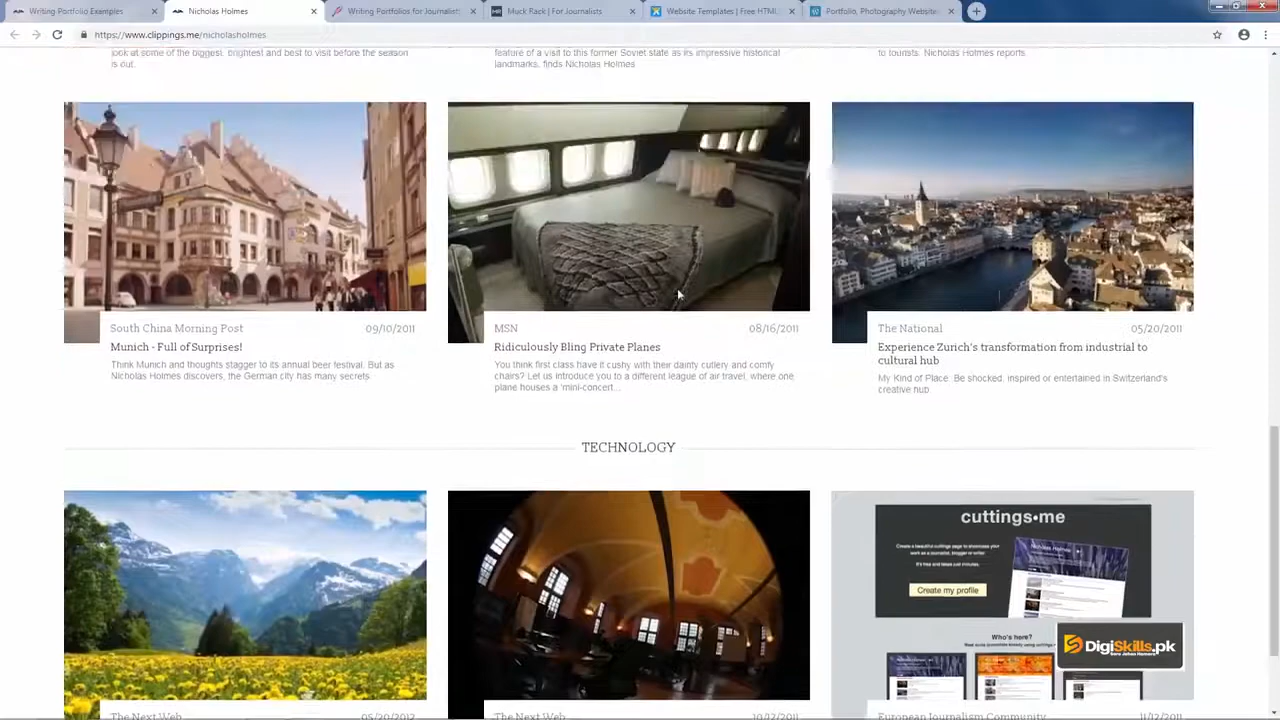 Writing Portfolio Examples
Nicholas Holmes
Writing Portfolios for Journalist
Muck Rack | For Journalists
Website Templates | Free HTML
Portfolio, Photography Website
https://www.clippings.me/nicholasholmes
look at some of the biggest, brightest and best to visit before the season
is out.
feature of a visit to this former Soviet state as its impressive historical
landmarks, finds Nicholas Holmes
to tourists. Nicholas Holmes reports.
South China Morning Post
09/10/2011
Munich - Full of Surprises!
Think Munich and thoughts stagger to its annual beer festival. But as
Nicholas Holmes discovers, the German city has many secrets
MSN
08/16/2011
Ridiculously Bling Private Planes
You think first class have it cushy with their dainty cutlery and comfy
chairs? Let us introduce you to a different league of air travel, where one
plane houses a 'mini-concert...
The National
05/20/2011
Experience Zurich's transformation from industrial to
cultural hub
My Kind of Place: Be shocked, inspired or entertained in Switzerland's
creative hub
TECHNOLOGY
cuttings•me
Create a beautiful cuttings page to showcase your
work as a journalist, blogger or writer
It's free and takes just minutes.
Create my profile
Nicholas Holmes
Who's here?
DigiSkills.pk
The Next Web
05/20/2012
The Next Web
10/12/2011
European Journalism Community
11/12/2011